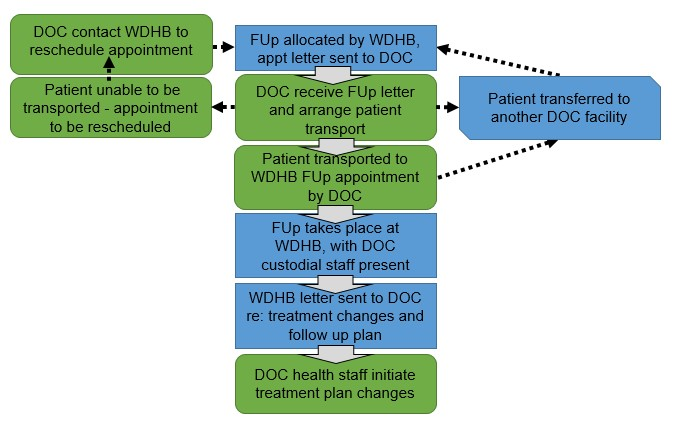 DOC contact WDHB to
reschedule appointment
FUp allocated by WDHB,
appt letter sent to DOC
Patient unable to be
transported - appointment
to be rescheduled
DOC receive FUp letter
and arrange patient
transport
Patient transferred to
another DOC facility
Patient transported to
WDHB FUp appointment
by DOC
FUp takes place at
WDHB, with DOC
custodial staff present
WDHB letter sent to DOC
re: treatment changes and
follow up plan
DOC health staff initiate
treatment plan changes